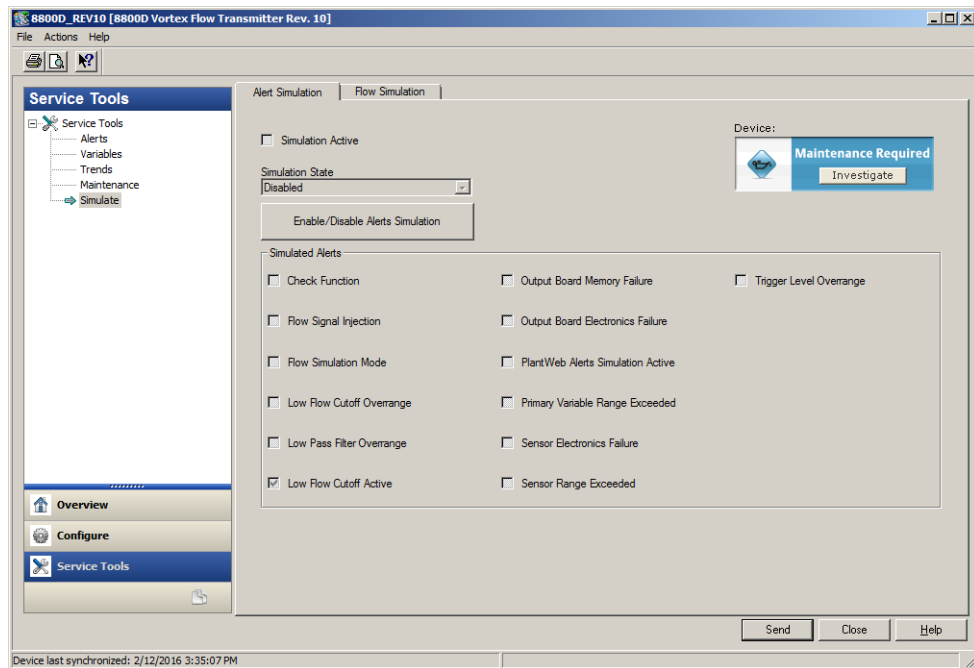 8800D_REV10 [8800D Vortex Flow Transmitter Rev. 10]
File Actions Help
Service Tools
Service Tools
Alerts
Variables
Trends
Maintenance
Simulate
Overview
Configure
Service Tools
Alert Simulation Flow Simulation
Simulation Active
Simulation State
Disabled
Enable/Disable Alerts Simulation
Device:
Maintenance Required
Investigate
Simulated Alerts
Check Function
Flow Signal Injection
Flow Simulation Mode
Low Flow Cutoff Overrange
Low Pass Filter Overrange
Low Flow Cutoff Active
Output Board Memory Failure
Output Board Electronics Failure
PlantWeb Alerts Simulation Active
Primary Variable Range Exceeded
Sensor Electronics Failure
Sensor Range Exceeded
Trigger Level Overrange
Send Close Help
Device last synchronized: 2/12/2016 3:35:07 PM